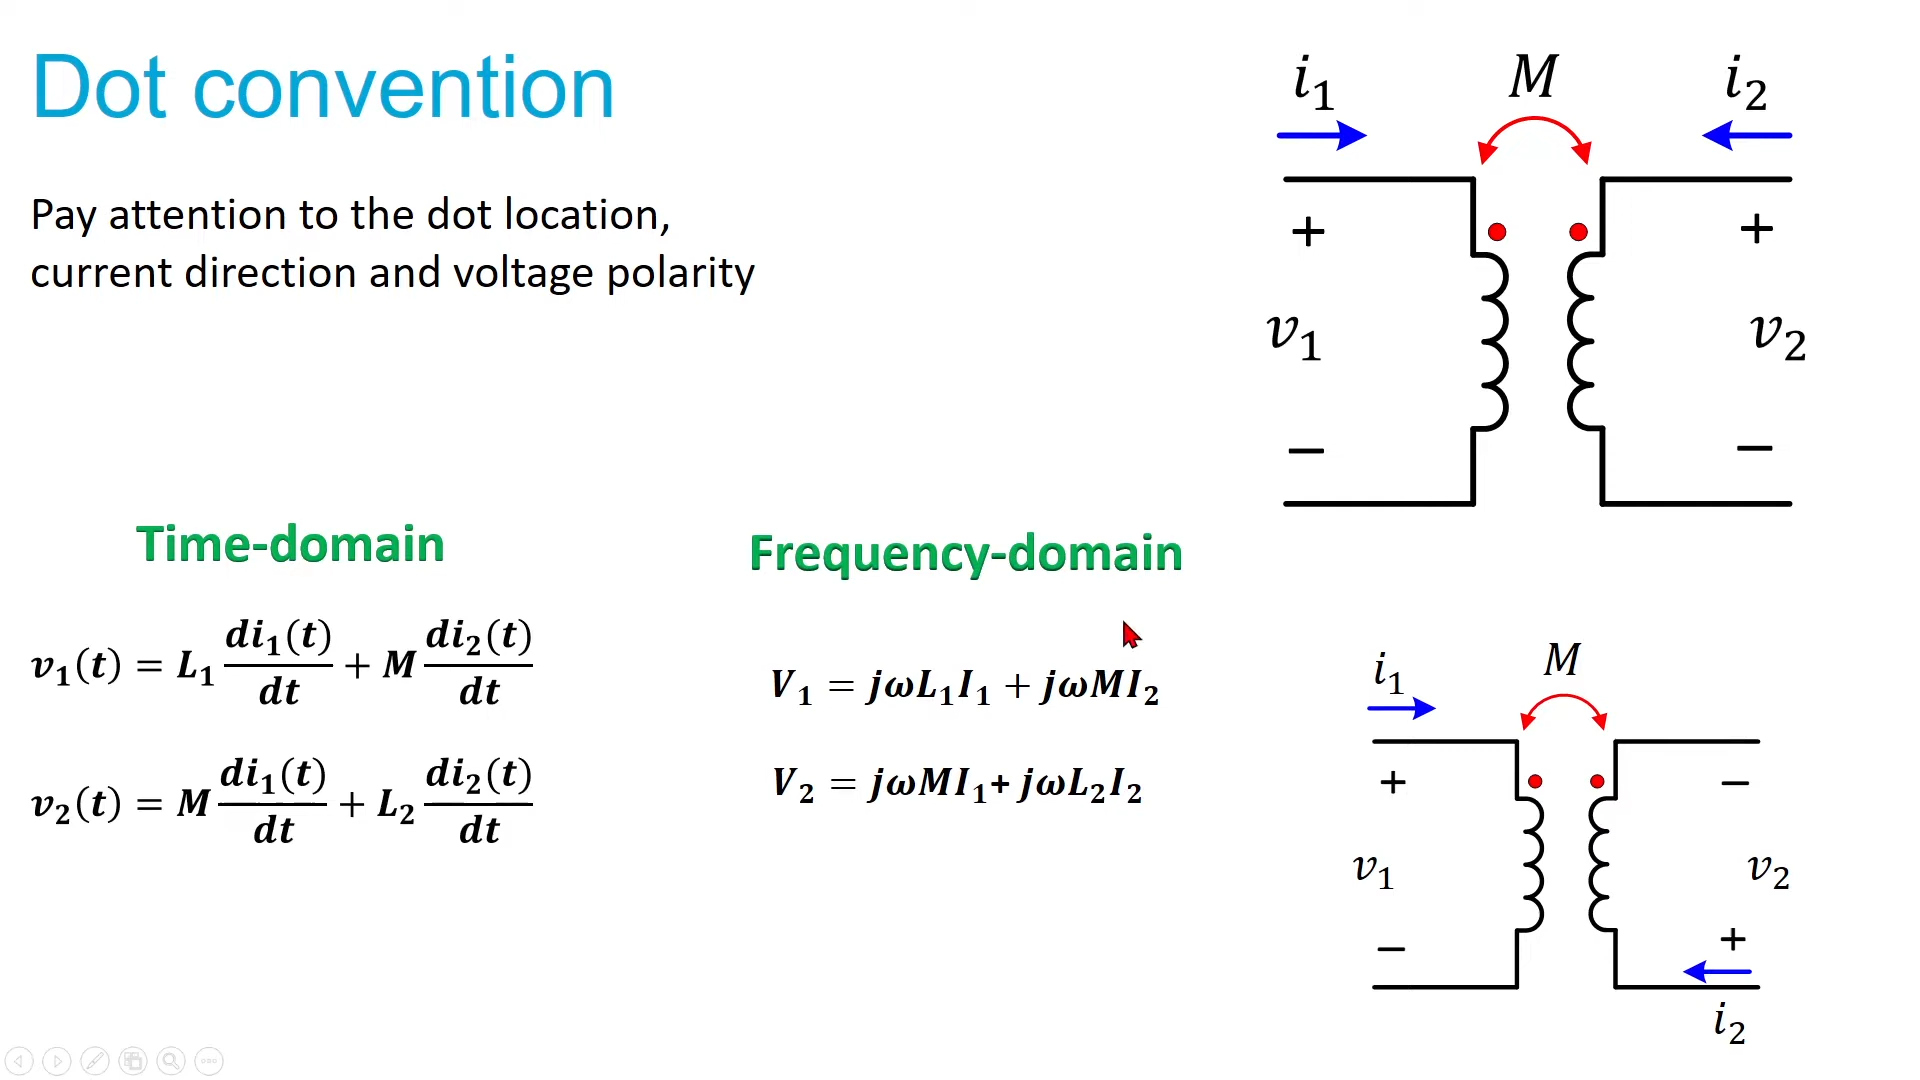 Dot convention
Pay attention to the dot location,
current direction and voltage polarity
i₁ M i₂
+ +
v₁ v₂
− −
Time-domain
v₁(t) = L₁ di₁(t)/dt + M di₂(t)/dt
v₂(t) = M di₁(t)/dt + L₂ di₂(t)/dt
Frequency-domain
V₁ = jωL₁I₁ + jωMI₂
V₂ = jωMI₁+ jωL₂I₂
i₁ M
+ −
v₁ v₂
− +
i₂